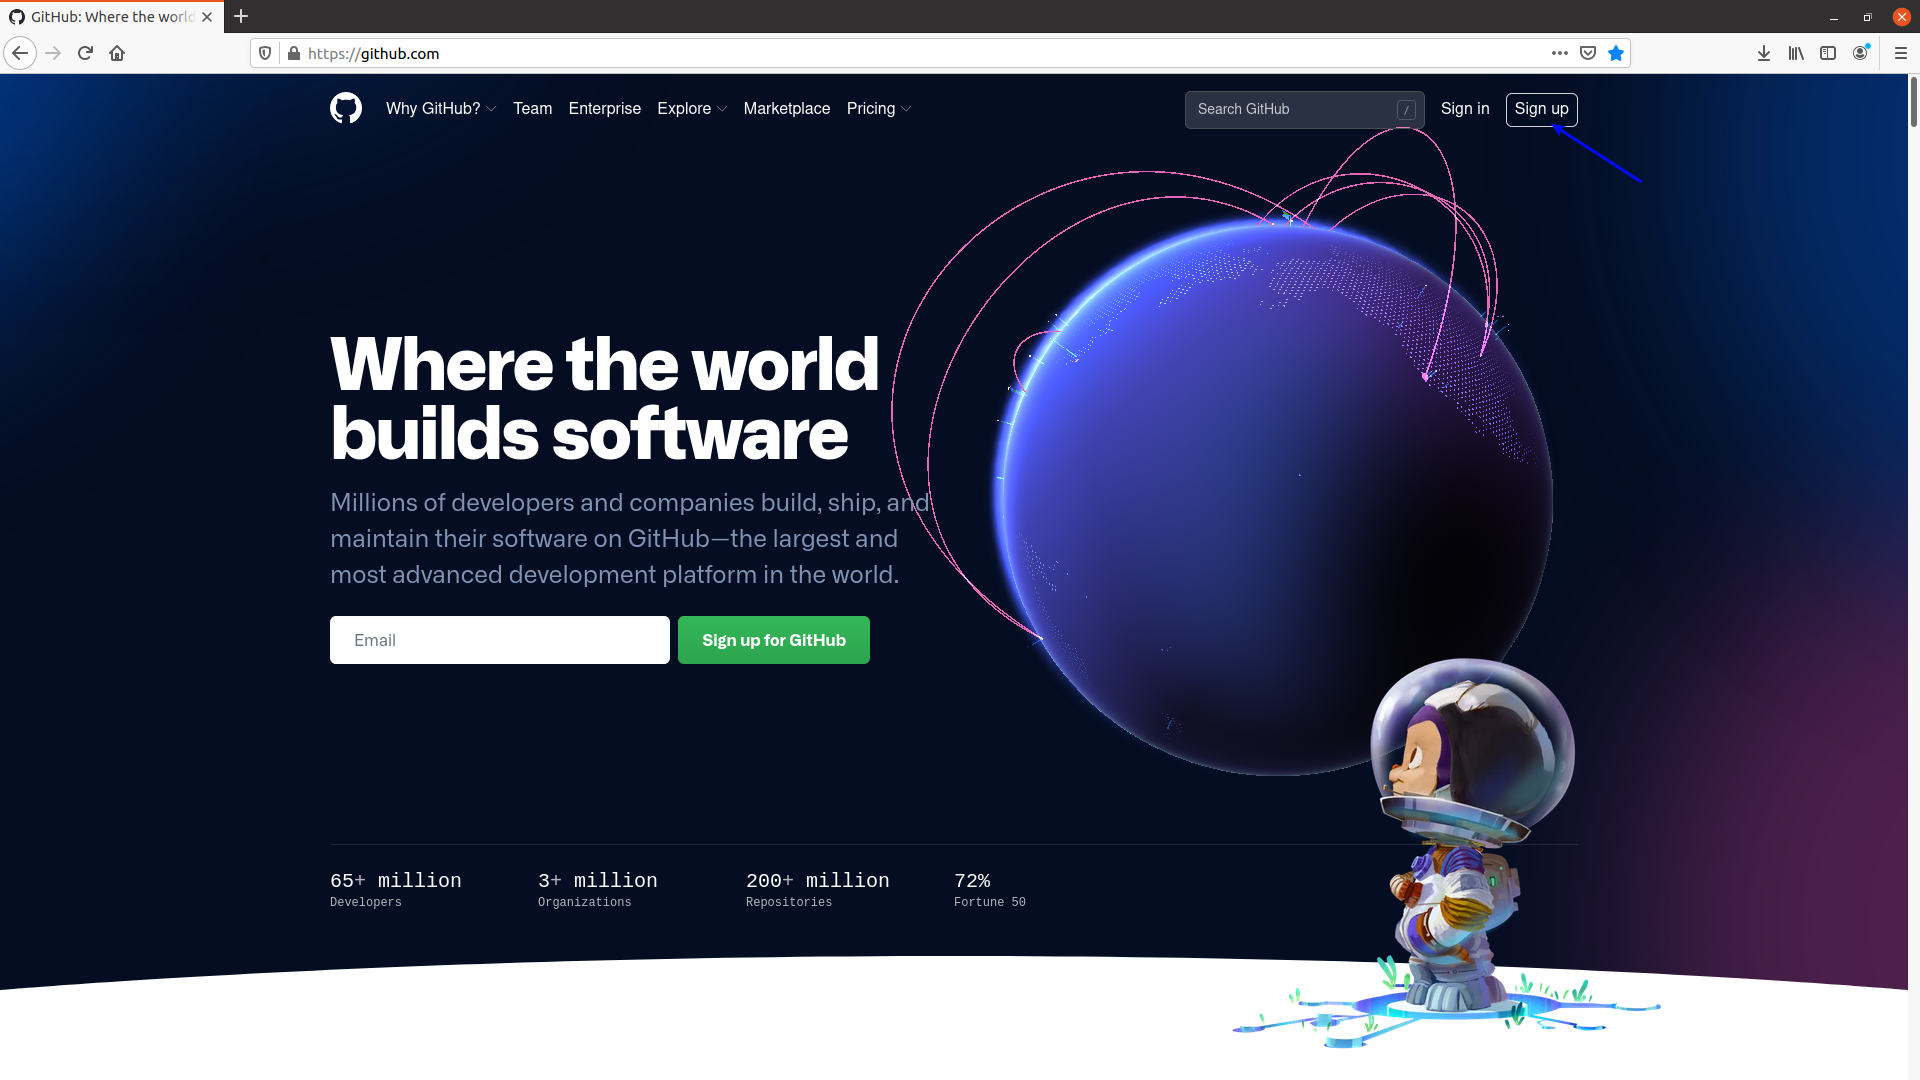 GitHub: Where the world
https://github.com
Why GitHub? Team Enterprise Explore Marketplace Pricing
Search GitHub /
Sign in
Sign up
Where the world
builds software
Millions of developers and companies build, ship, and
maintain their software on GitHub—the largest and
most advanced development platform in the world.
Email
Sign up for GitHub
65+ million
Developers
3+ million
Organizations
200+ million
Repositories
72%
Fortune 50